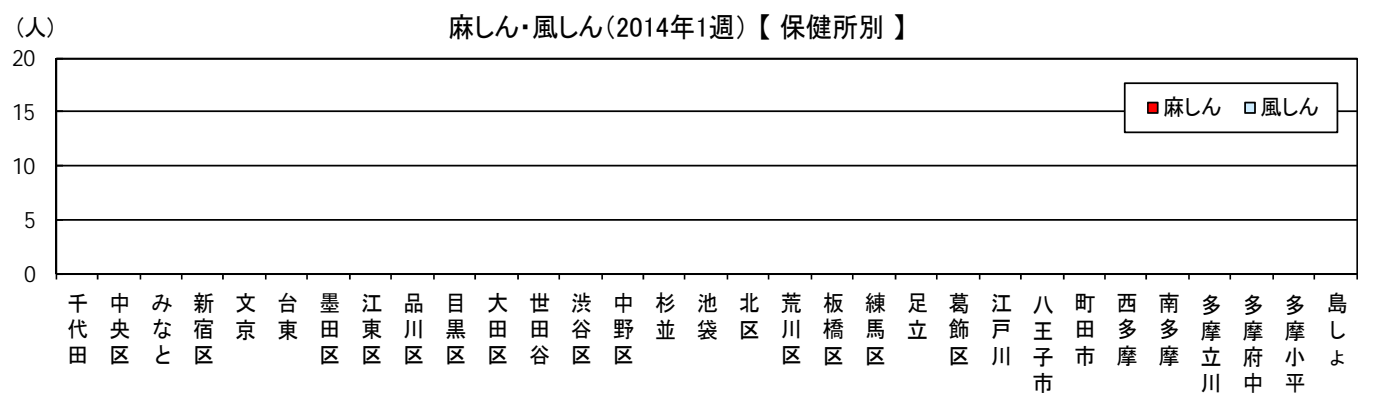 (人)
麻しん・風しん(2014年1週)【 保健所別 】
20
15
10
5
0
麻しん 風しん
千代田
中央区
みなと
新宿区
文京
台東
墨田区
江東区
品川区
目黒区
大田区
世田谷
渋谷区
中野区
杉並
池袋
北区
荒川区
板橋区
練馬区
足立
葛飾区
江戸川
八王子市
町田市
西多摩
南多摩
多摩立川
多摩府中
多摩小平
島しょ